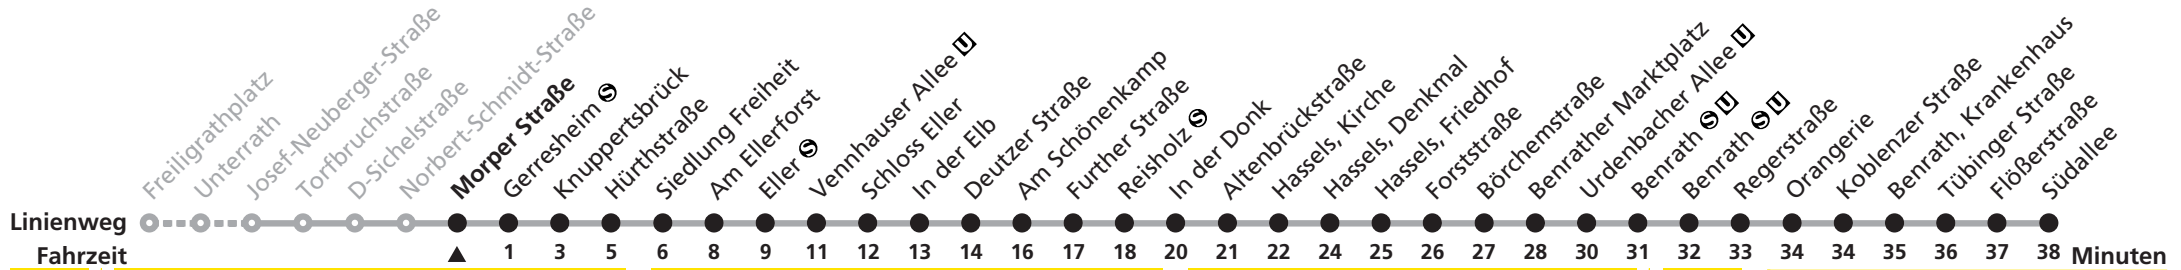 Freiligrathplatz
Unterrath
Josef-Neuberger-Straße
Torfbruchstraße
D-Sichelstraße
Norbert-Schmidt-Straße
Morper Straße
Gerresheim S
Knuppertsbrück
Hürthstraße
Siedlung Freiheit
Am Ellerforst
Eller S
Vennhauser Allee U
Schloss Eller
In der Elb
Deutzer Straße
Am Schönenkamp
Further Straße
Reisholz S
In der Donk
Altenbrückstraße
Hassels, Kirche
Hassels, Denkmal
Hassels, Friedhof
Forststraße
Börchemstraße
Benrather Marktplatz
Urdenbacher Allee U
Benrath S U
Benrath S U
Regerstraße
Orangerie
Koblenzer Straße
Benrath, Krankenhaus
Tübinger Straße
Flößerstraße
Südallee
Linienweg
Fahrzeit 1 3 5 6 8 9 11 12 13 14 16 17 18 20 21 22 24 25 26 27 28 30 31 32 33 34 34 35 36 37 38 Minuten